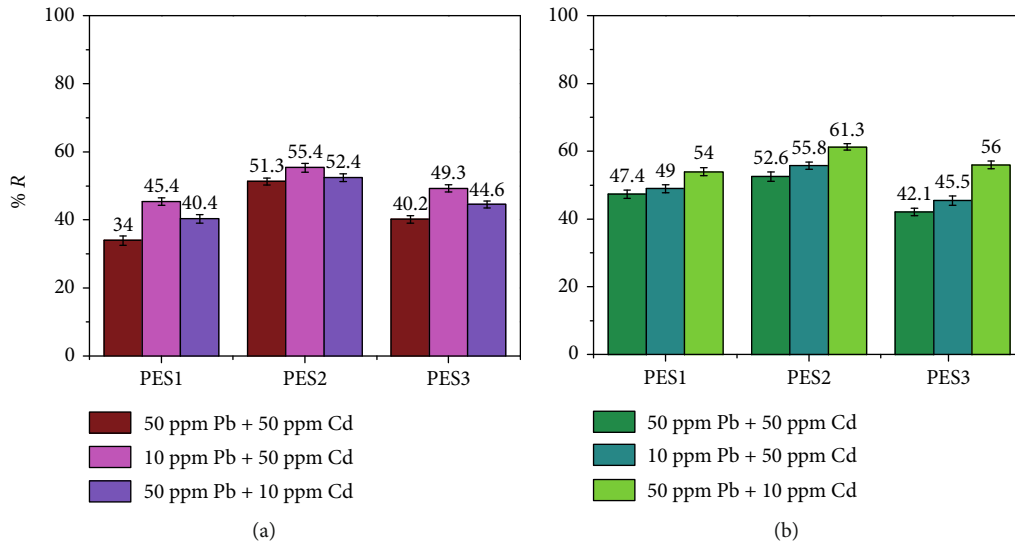 100
80
60
40
20
0
% R
34
45.4
40.4
51.3
55.4
52.4
40.2
49.3
44.6
PES1 PES2 PES3
50 ppm Pb + 50 ppm Cd
10 ppm Pb + 50 ppm Cd
50 ppm Pb + 10 ppm Cd
(a)
100
80
60
40
20
0
47.4
49
54
52.6
55.8
61.3
42.1
45.5
56
PES1 PES2 PES3
50 ppm Pb + 50 ppm Cd
10 ppm Pb + 50 ppm Cd
50 ppm Pb + 10 ppm Cd
(b)